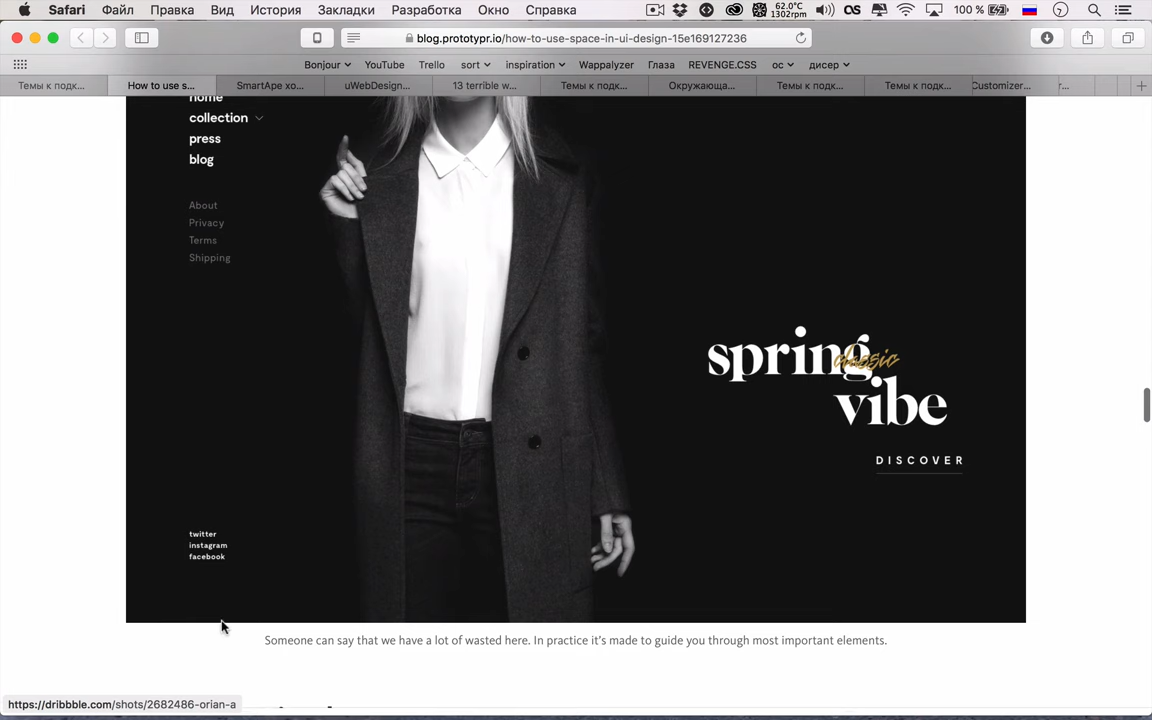 Safari Файл Правка Вид История Закладки Разработка Окно Справка 62.0°C 1302rpm 100 %
blog.prototypr.io/how-to-use-space-in-ui-design-15e169127236
Bonjour YouTube Trello sort inspiration Wappalyzer Глаза REVENGE.CSS ос дисер
Темы к подк... How to use s... SmartApe хо... uWebDesign... 13 terrible w... Темы к подк... Окружающа... Темы к подк... Темы к подк... Customizer... r...
home
collection
press
blog
About
Privacy
Terms
Shipping
spring
classic
vibe
DISCOVER
twitter
instagram
facebook
Someone can say that we have a lot of wasted here. In practice it's made to guide you through most important elements.
https://dribbble.com/shots/2682486-orian-a